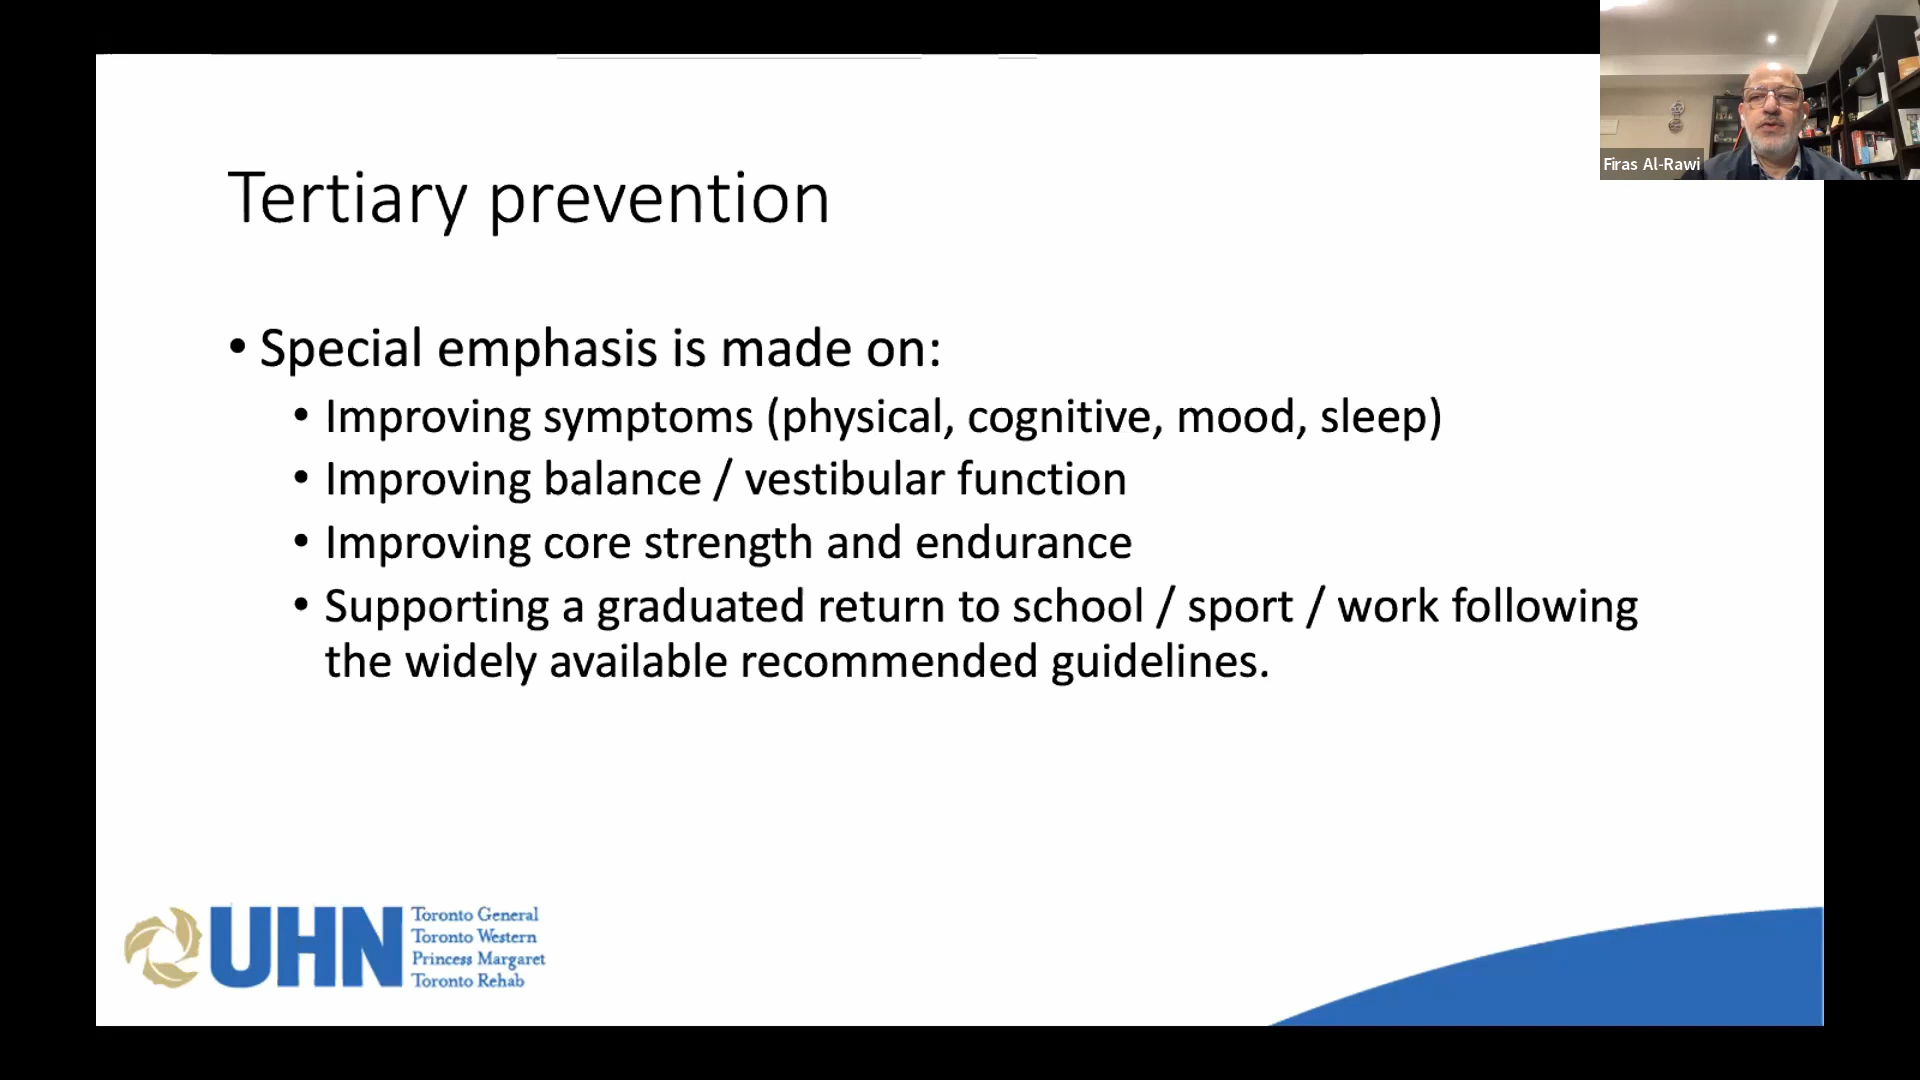 Firas Al-Rawi
Tertiary prevention
• Special emphasis is made on:
• Improving symptoms (physical, cognitive, mood, sleep)
• Improving balance / vestibular function
• Improving core strength and endurance
• Supporting a graduated return to school / sport / work following
the widely available recommended guidelines.
UHN
Toronto General
Toronto Western
Princess Margaret
Toronto Rehab